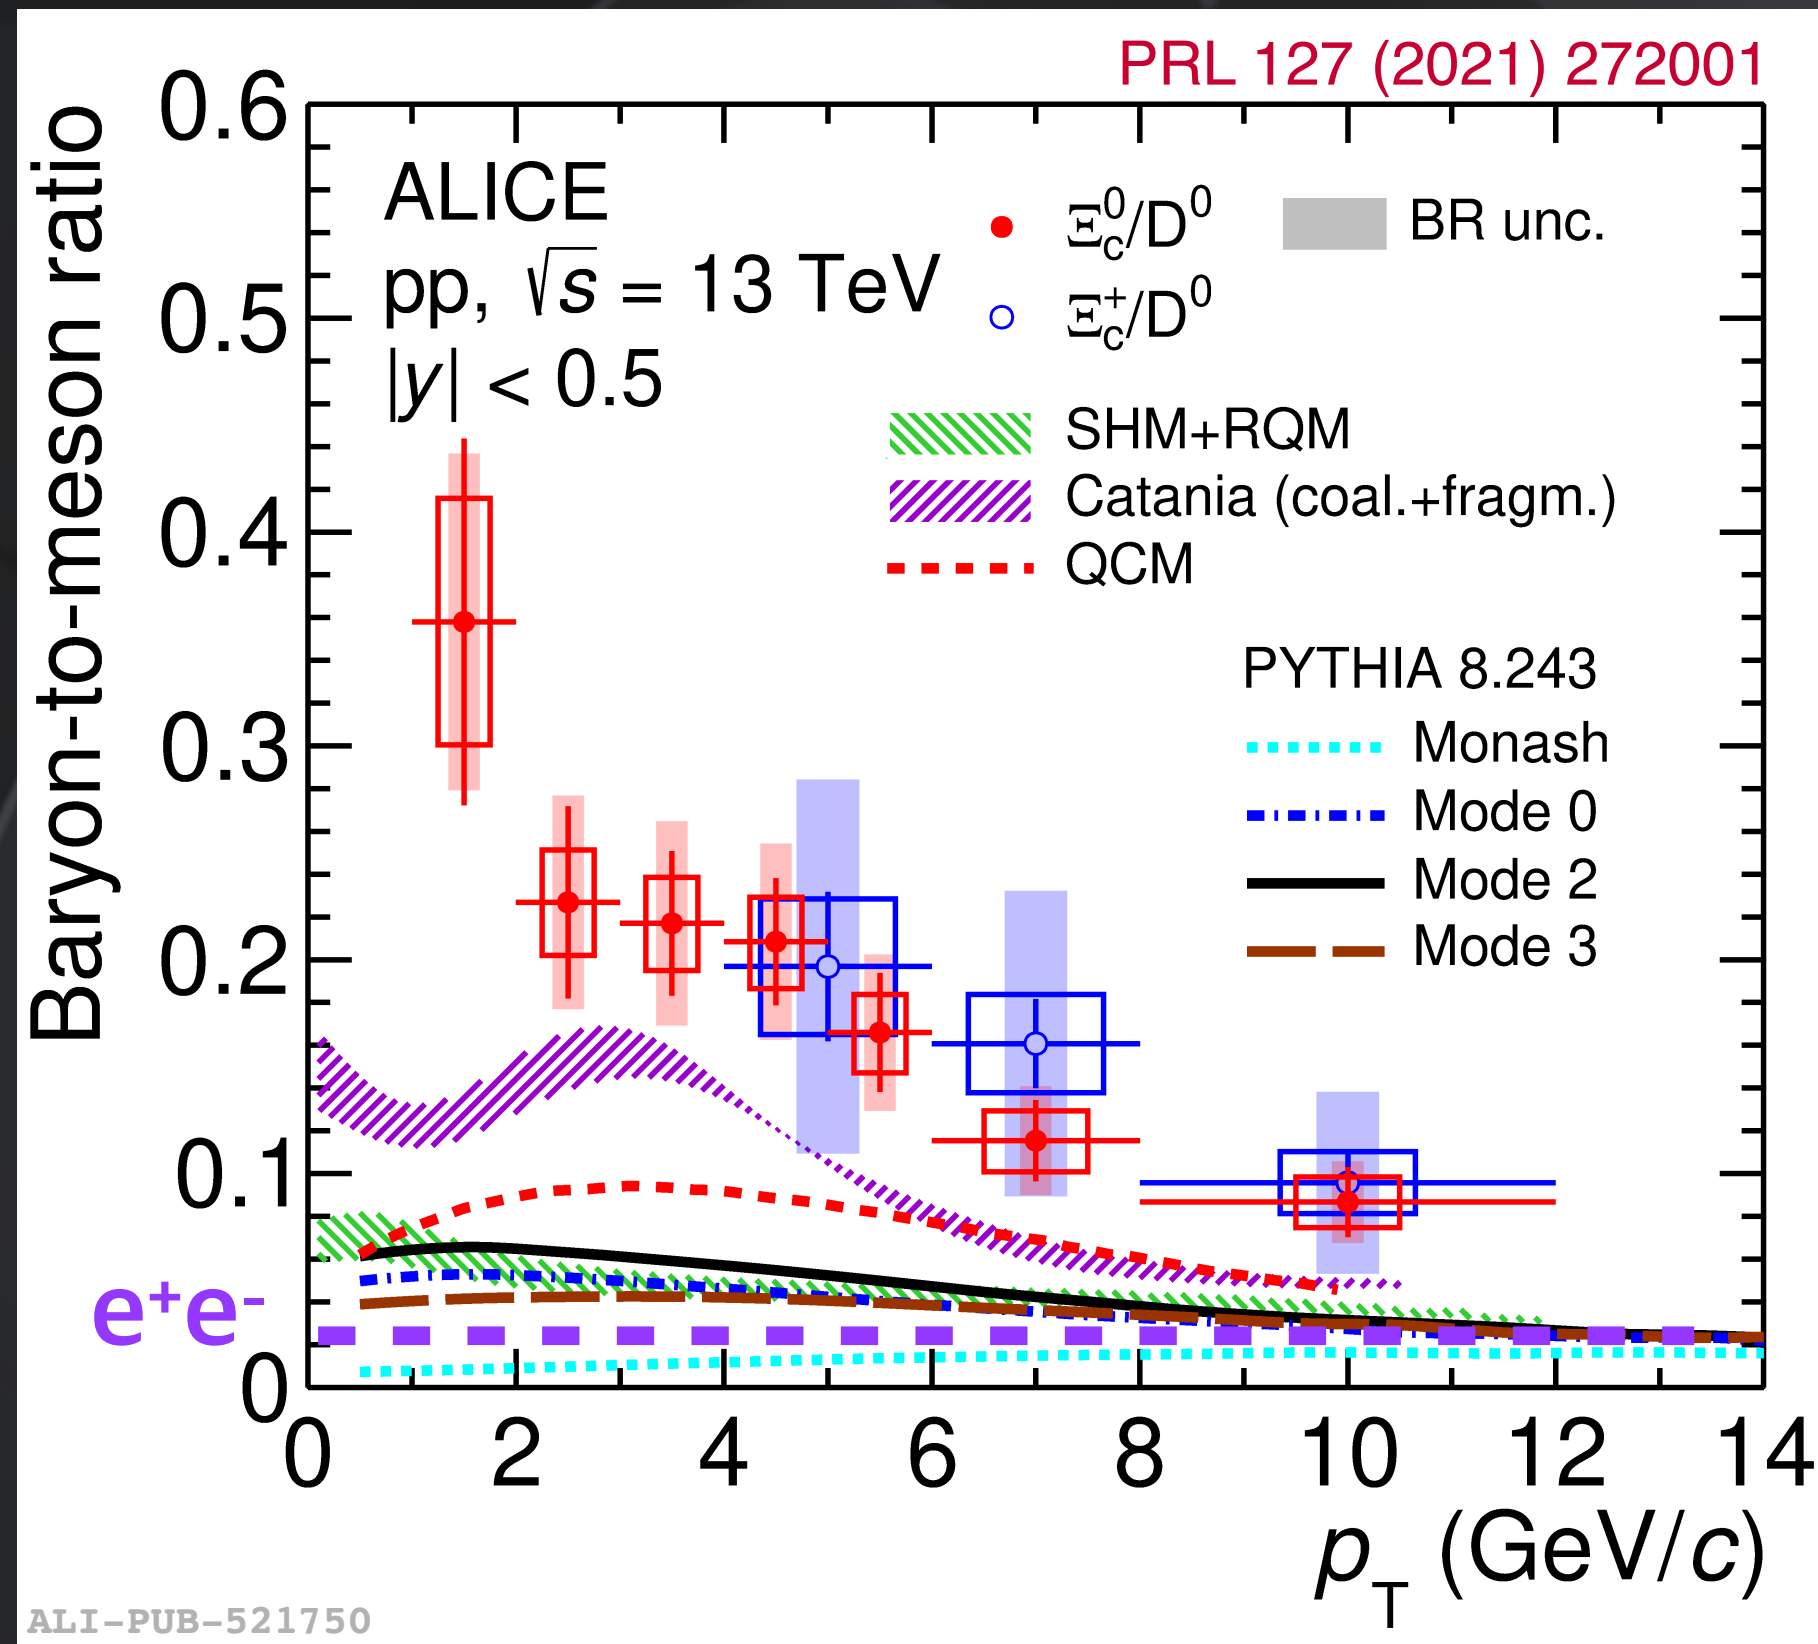 PRL 127 (2021) 272001
Baryon-to-meson ratio
0.6
0.5
0.4
0.3
0.2
0.1
0
ALICE
pp, √s = 13 TeV
|y| < 0.5
Ξc⁰/D⁰
BR unc.
Ξc⁺/D⁰
SHM+RQM
Catania (coal.+fragm.)
QCM
PYTHIA 8.243
Monash
Mode 0
Mode 2
Mode 3
e⁺e⁻
0 2 4 6 8 10 12 14
pT (GeV/c)
ALI-PUB-521750